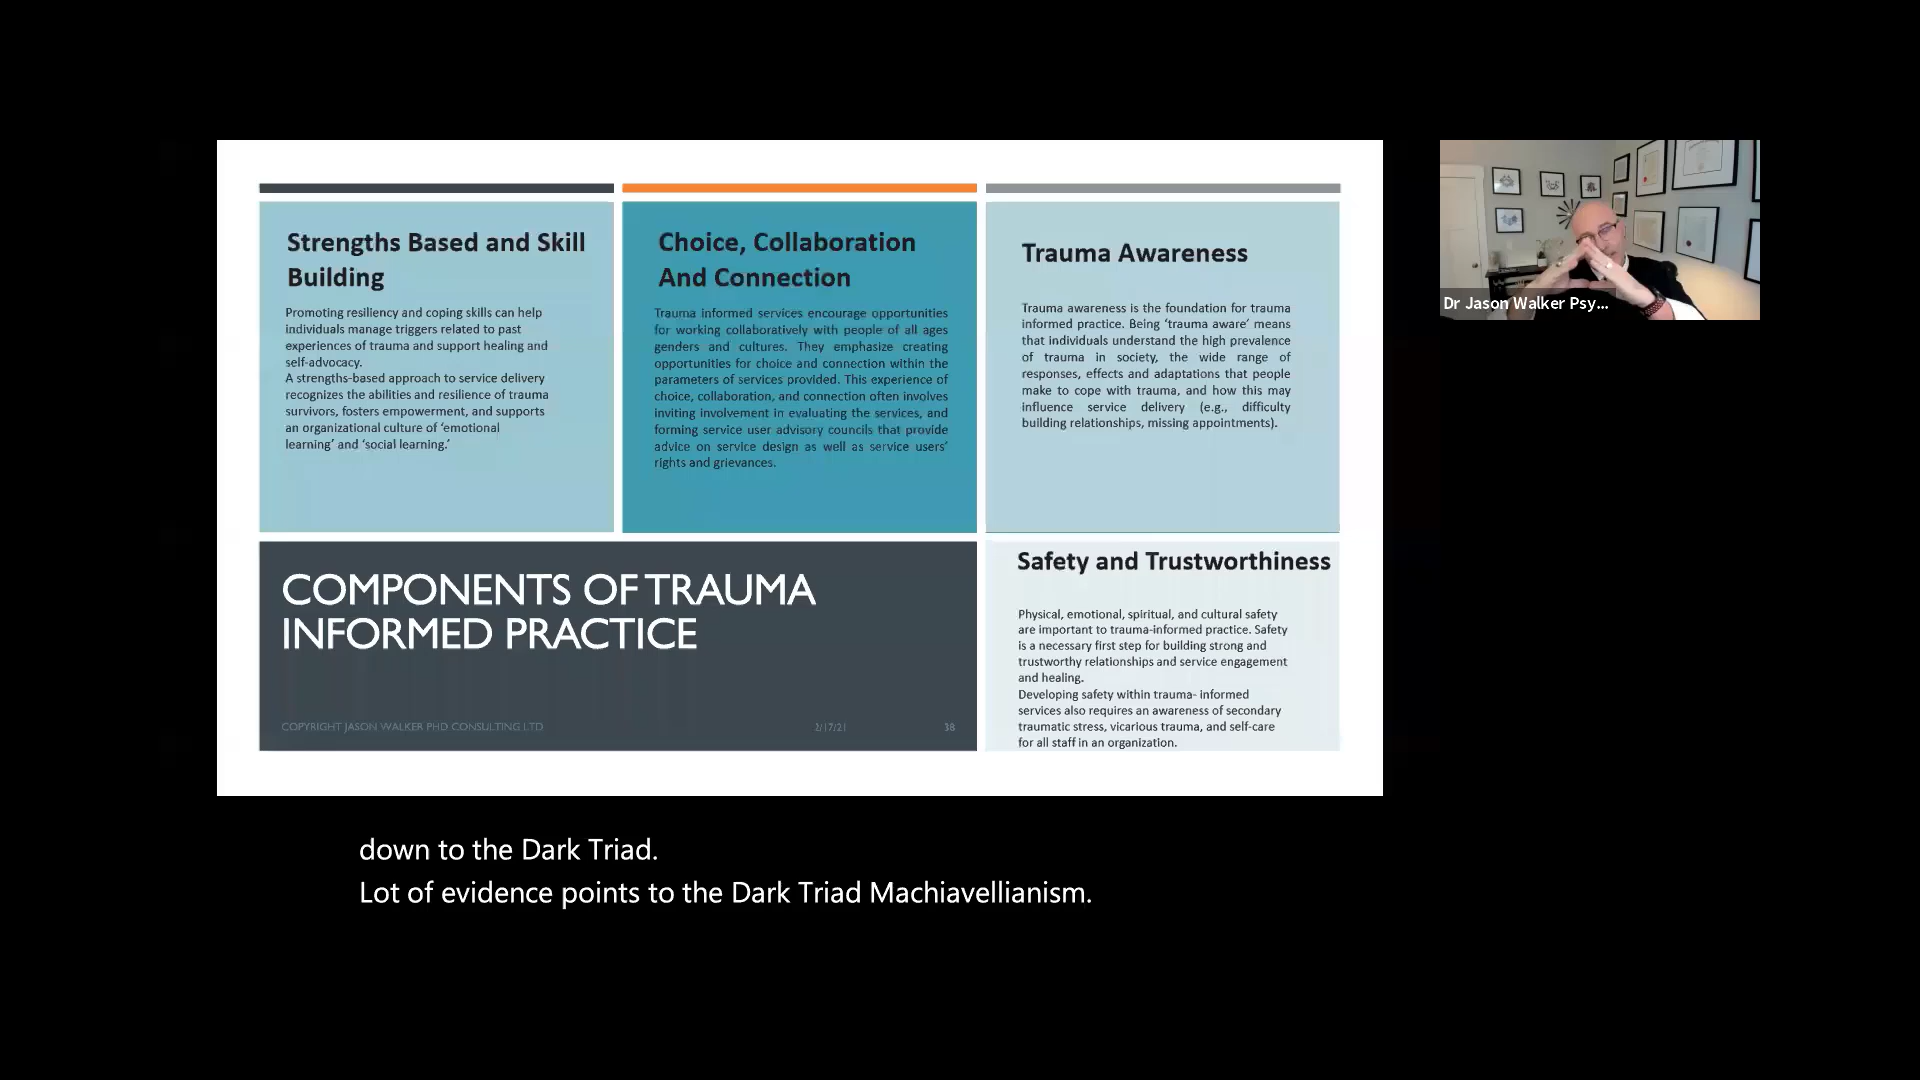 Strengths Based and Skill
Building
Promoting resiliency and coping skills can help
individuals manage triggers related to past
experiences of trauma and support healing and
self-advocacy.
A strengths-based approach to service delivery
recognizes the abilities and resilience of trauma
survivors, fosters empowerment, and supports
an organizational culture of ‘emotional
learning’ and ‘social learning.’
Choice, Collaboration
And Connection
Trauma informed services encourage opportunities
for working collaboratively with people of all ages
genders and cultures. They emphasize creating
opportunities for choice and connection within the
parameters of services provided. This experience of
choice, collaboration, and connection often involves
inviting involvement in evaluating the services, and
forming service user advisory councils that provide
advice on service design as well as service users’
rights and grievances.
Trauma Awareness
Trauma awareness is the foundation for trauma
informed practice. Being ‘trauma aware’ means
that individuals understand the high prevalence
of trauma in society, the wide range of
responses, effects and adaptations that people
make to cope with trauma, and how this may
influence service delivery (e.g., difficulty
building relationships, missing appointments).
Dr Jason Walker Psy...
COMPONENTS OF TRAUMA
INFORMED PRACTICE
COPYRIGHT JASON WALKER PHD CONSULTING LTD
2/17/21
38
Safety and Trustworthiness
Physical, emotional, spiritual, and cultural safety
are important to trauma-informed practice. Safety
is a necessary first step for building strong and
trustworthy relationships and service engagement
and healing.
Developing safety within trauma- informed
services also requires an awareness of secondary
traumatic stress, vicarious trauma, and self-care
for all staff in an organization.
down to the Dark Triad.
Lot of evidence points to the Dark Triad Machiavellianism.